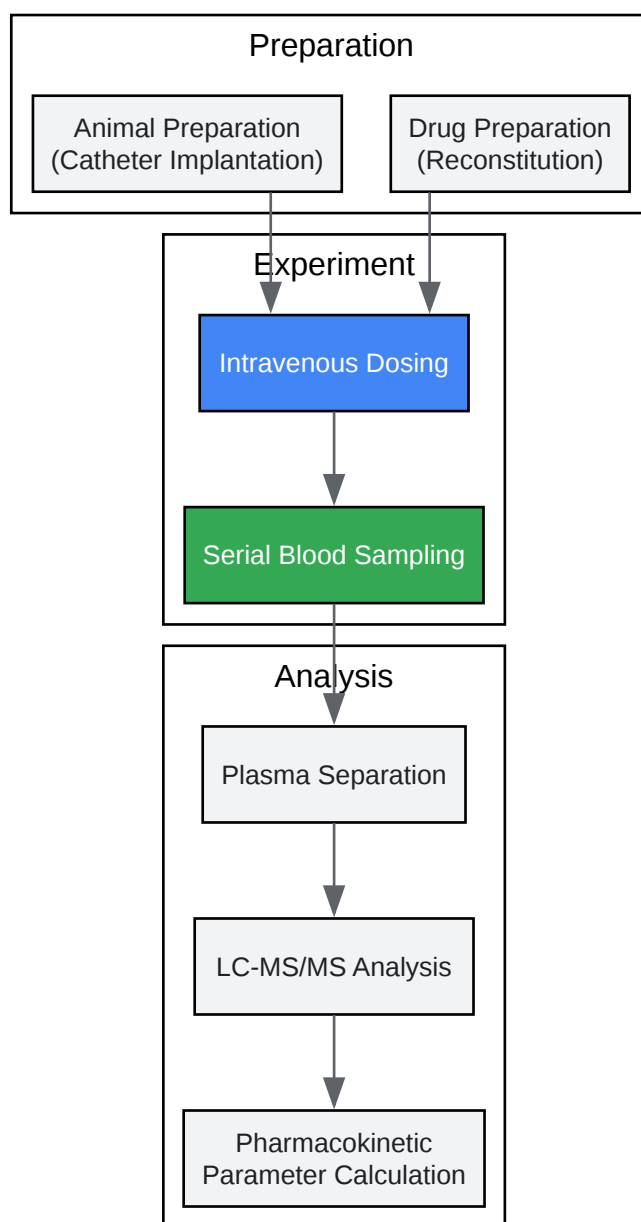 Preparation
Animal Preparation
(Catheter Implantation)
Drug Preparation
(Reconstitution)
Experiment
Intravenous Dosing
Serial Blood Sampling
Analysis
Plasma Separation
LC-MS/MS Analysis
Pharmacokinetic
Parameter Calculation